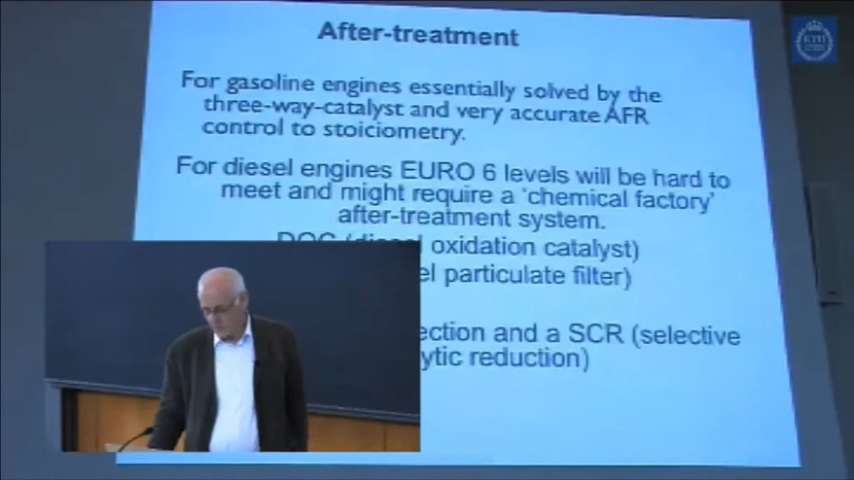 After-treatment
For gasoline engines essentially solved by the
three-way-catalyst and very accurate AFR
control to stoiciometry.
For diesel engines EURO 6 levels will be hard to
meet and might require a 'chemical factory'
after-treatment system.
DOC (diesel oxidation catalyst)
el particulate filter)
ection and a SCR (selective
ytic reduction)
KTH